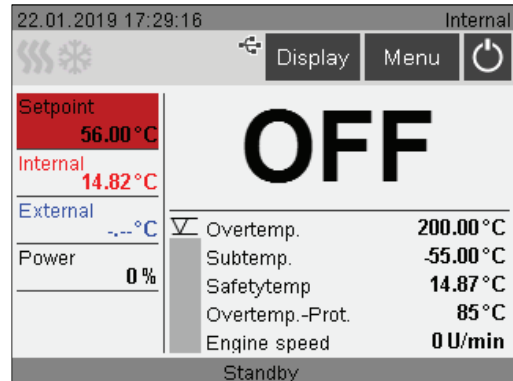 22.01.2019 17:29:16 Internal
Display Menu
Setpoint
56.00°C
Internal
14.82°C
External
-.--°C
Power
0 %
OFF
Overtemp. 200.00°C
Subtemp. -55.00°C
Safetytemp 14.87°C
Overtemp.-Prot. 85°C
Engine speed 0 U/min
Standby